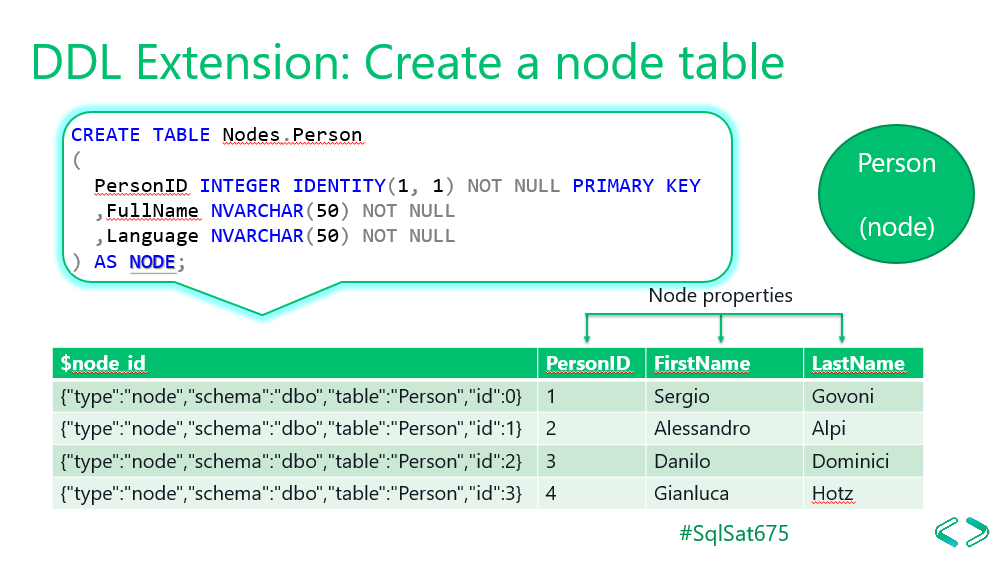 DDL Extension: Create a node table
CREATE TABLE Nodes.Person
(
PersonID INTEGER IDENTITY(1, 1) NOT NULL PRIMARY KEY
,FullName NVARCHAR(50) NOT NULL
,Language NVARCHAR(50) NOT NULL
) AS NODE;
Person
(node)
Node properties
$node_id PersonID FirstName LastName
{"type":"node","schema":"dbo","table":"Person","id":0} 1 Sergio Govoni
{"type":"node","schema":"dbo","table":"Person","id":1} 2 Alessandro Alpi
{"type":"node","schema":"dbo","table":"Person","id":2} 3 Danilo Dominici
{"type":"node","schema":"dbo","table":"Person","id":3} 4 Gianluca Hotz
#SqlSat675